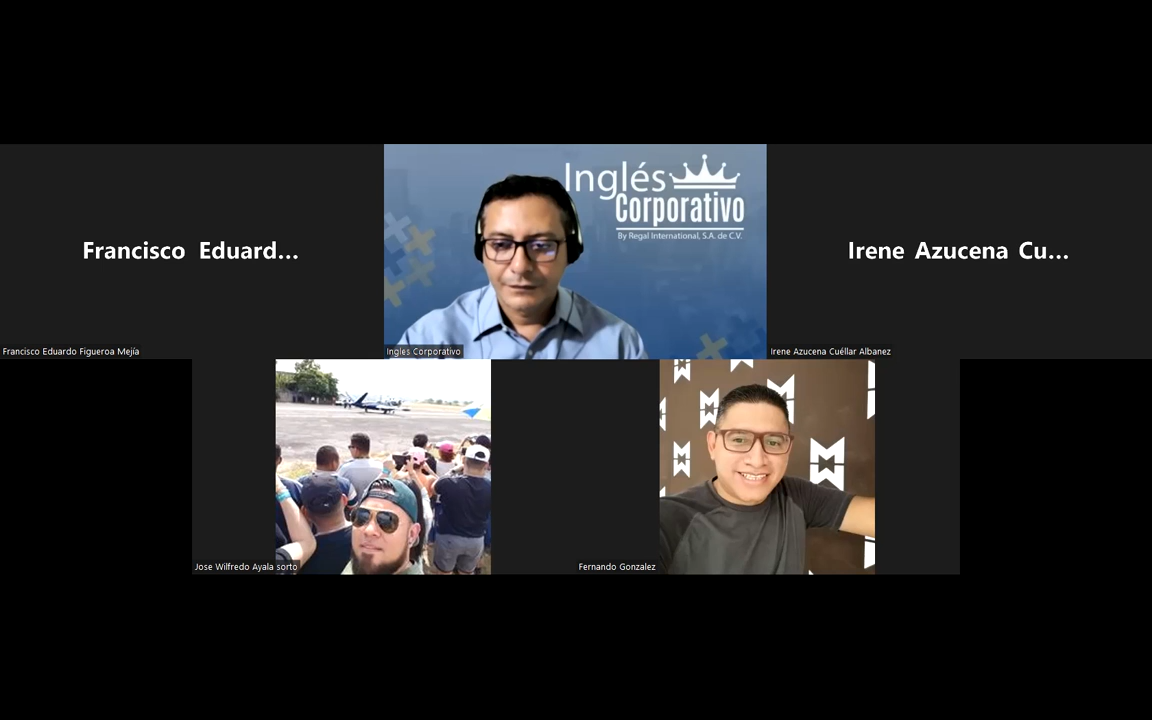 Francisco Eduard...
Francisco Eduardo Figueroa Mejía
Inglés
Corporativo
By Regal International, S.A. de C.V.
Ingles Corporativo
Irene Azucena Cu...
Irene Azucena Cuéllar Albanez
Jose Wilfredo Ayala sorto
Fernando Gonzalez